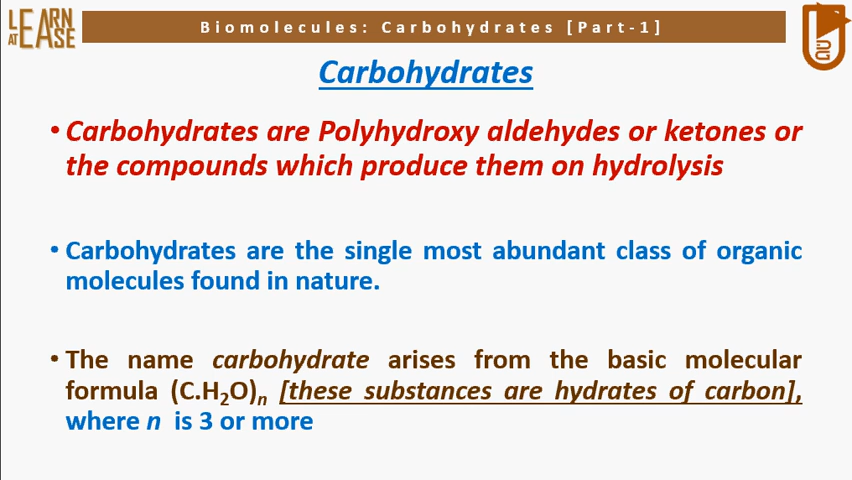 LEARN
AT EASE
Biomolecules: Carbohydrates [Part-1]
Carbohydrates
• Carbohydrates are Polyhydroxy aldehydes or ketones or
the compounds which produce them on hydrolysis
• Carbohydrates are the single most abundant class of organic
molecules found in nature.
• The name carbohydrate arises from the basic molecular
formula (C.H₂O)ₙ [these substances are hydrates of carbon],
where n is 3 or more